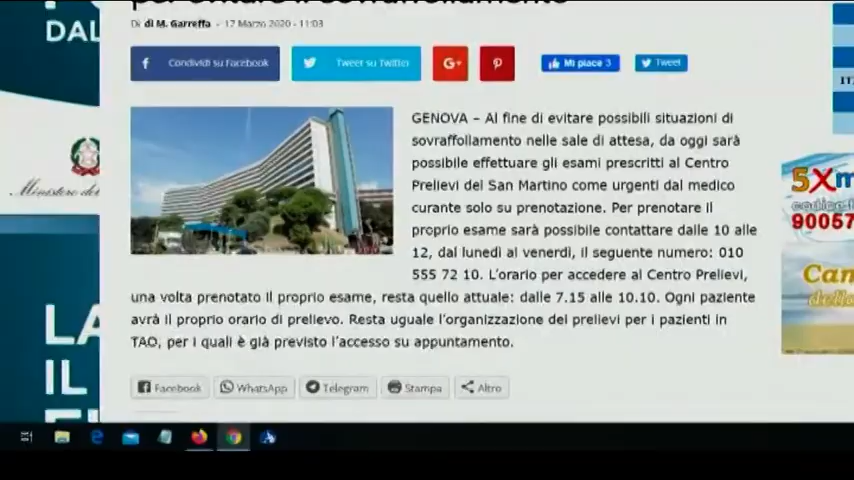 DAL
Di di M. Garreffa - 17 Marzo 2020 - 11:03
Condividi su Facebook
Tweet su Twitter
G+
Mi piace 3
Tweet
GENOVA – Al fine di evitare possibili situazioni di
sovraffollamento nelle sale di attesa, da oggi sarà
possibile effettuare gli esami prescritti al Centro
Prelievi del San Martino come urgenti dal medico
curante solo su prenotazione. Per prenotare il
proprio esame sarà possibile contattare dalle 10 alle
12, dal lunedì al venerdì, il seguente numero: 010
555 72 10. L'orario per accedere al Centro Prelievi,
una volta prenotato il proprio esame, resta quello attuale: dalle 7.15 alle 10.10. Ogni paziente
avrà il proprio orario di prelievo. Resta uguale l'organizzazione dei prelievi per i pazienti in
TAO, per i quali è già previsto l'accesso su appuntamento.
Facebook
WhatsApp
Telegram
Stampa
Altro
Ministero del
LA
IL
5Xm
codice
90057
Can
dello